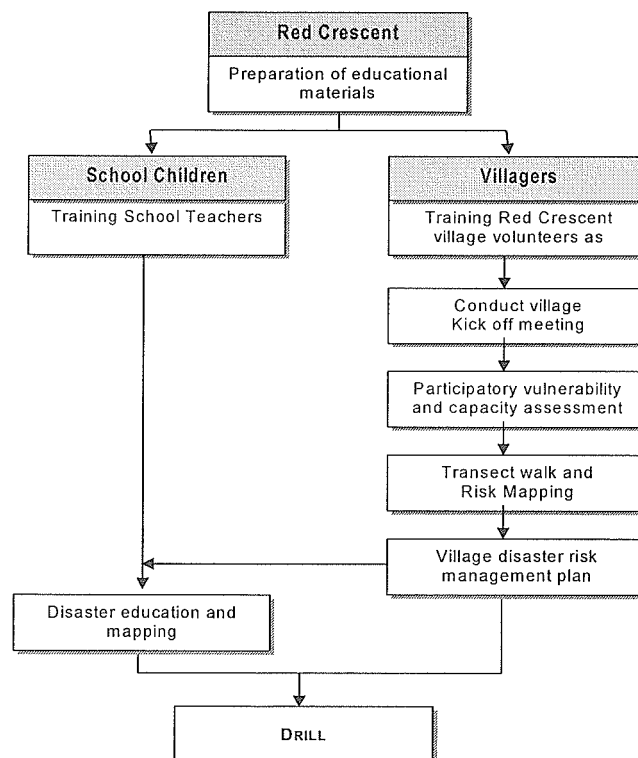 Red Crescent
Preparation of educational
materials
School Children
Training School Teachers
Villagers
Training Red Crescent
village volunteers as
Conduct village
Kick off meeting
Participatory vulnerability
and capacity assessment
Transect walk and
Risk Mapping
Village disaster risk
management plan
Disaster education and
mapping
DRILL